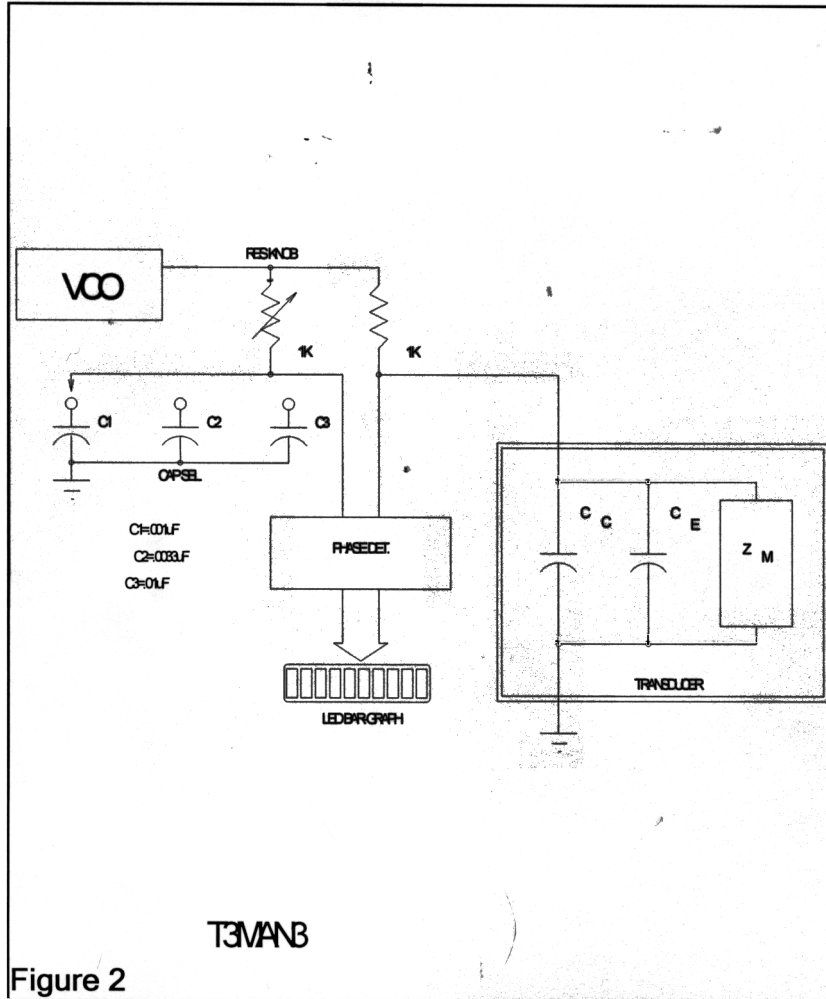 RESKNOB
VCO
1K
1K
C1
C2
C3
CAPSEL
C C
C E
Z M
C1=.001uF
C2=.0033uF
C3=.01uF
PHASE DET.
TRANSDUCER
LED BARGRAPH
T3MAN3
Figure 2